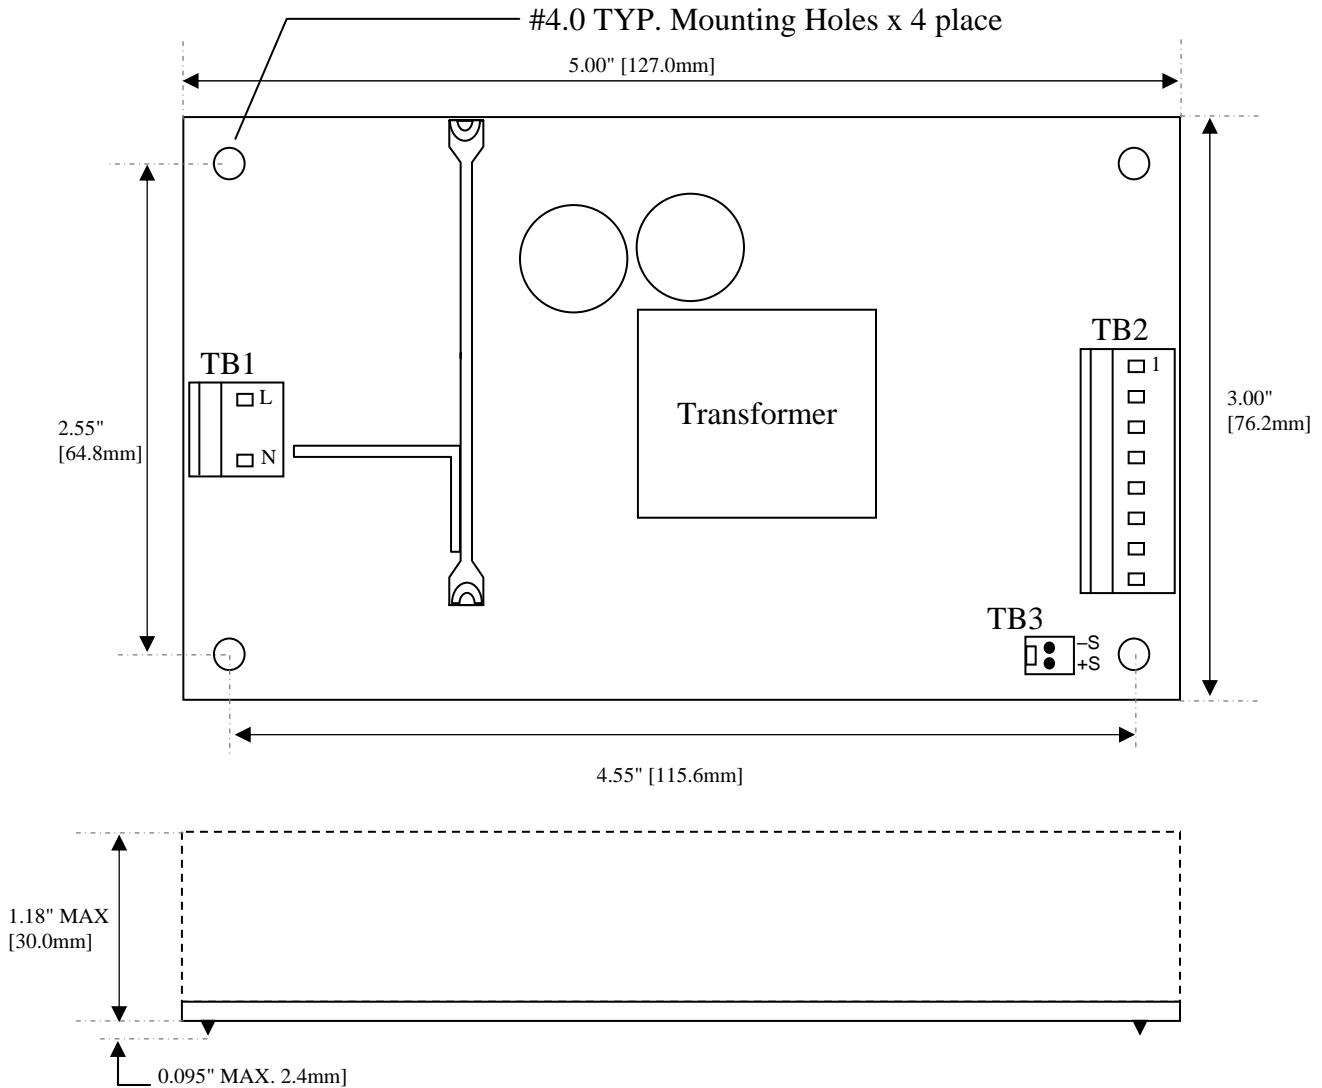 #4.0 TYP. Mounting Holes x 4 place
5.00" [127.0mm]
TB2
1
TB1
L
N
Transformer
3.00"
[76.2mm]
2.55"
[64.8mm]
TB3
–S
+S
4.55" [115.6mm]
1.18" MAX
[30.0mm]
0.095" MAX. 2.4mm]